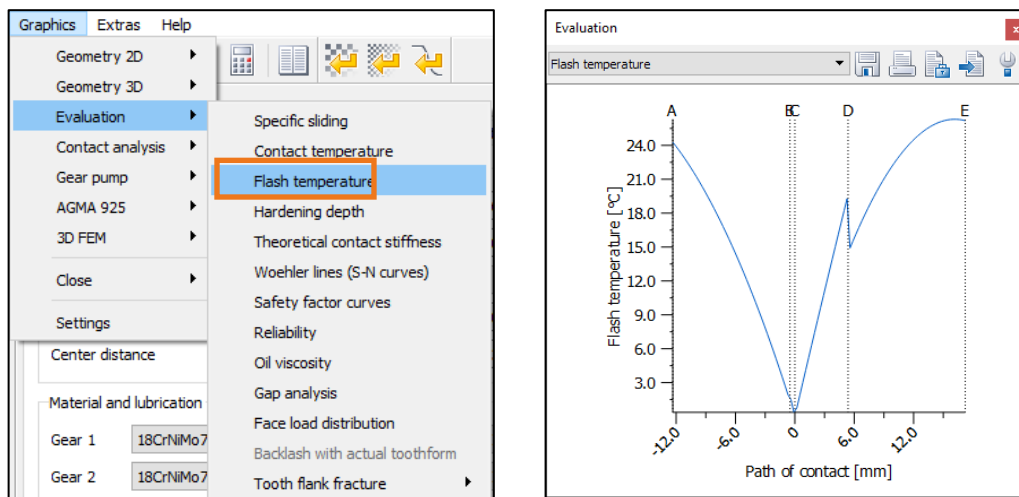 Graphics Extras Help
Geometry 2D
Geometry 3D
Evaluation
Contact analysis
Gear pump
AGMA 925
3D FEM
Close
Settings
Specific sliding
Contact temperature
Flash temperature
Hardening depth
Theoretical contact stiffness
Woehler lines (S-N curves)
Safety factor curves
Reliability
Oil viscosity
Gap analysis
Face load distribution
Backlash with actual toothform
Tooth flank fracture
Center distance
Material and lubrication
Gear 1 18CrNiMo7
Gear 2 18CrNiMo7
Evaluation x
Flash temperature
A B C D E
Flash temperature [°C]
24.0
21.0
18.0
15.0
12.0
9.0
6.0
3.0
-12.0 -6.0 0 6.0 12.0
Path of contact [mm]